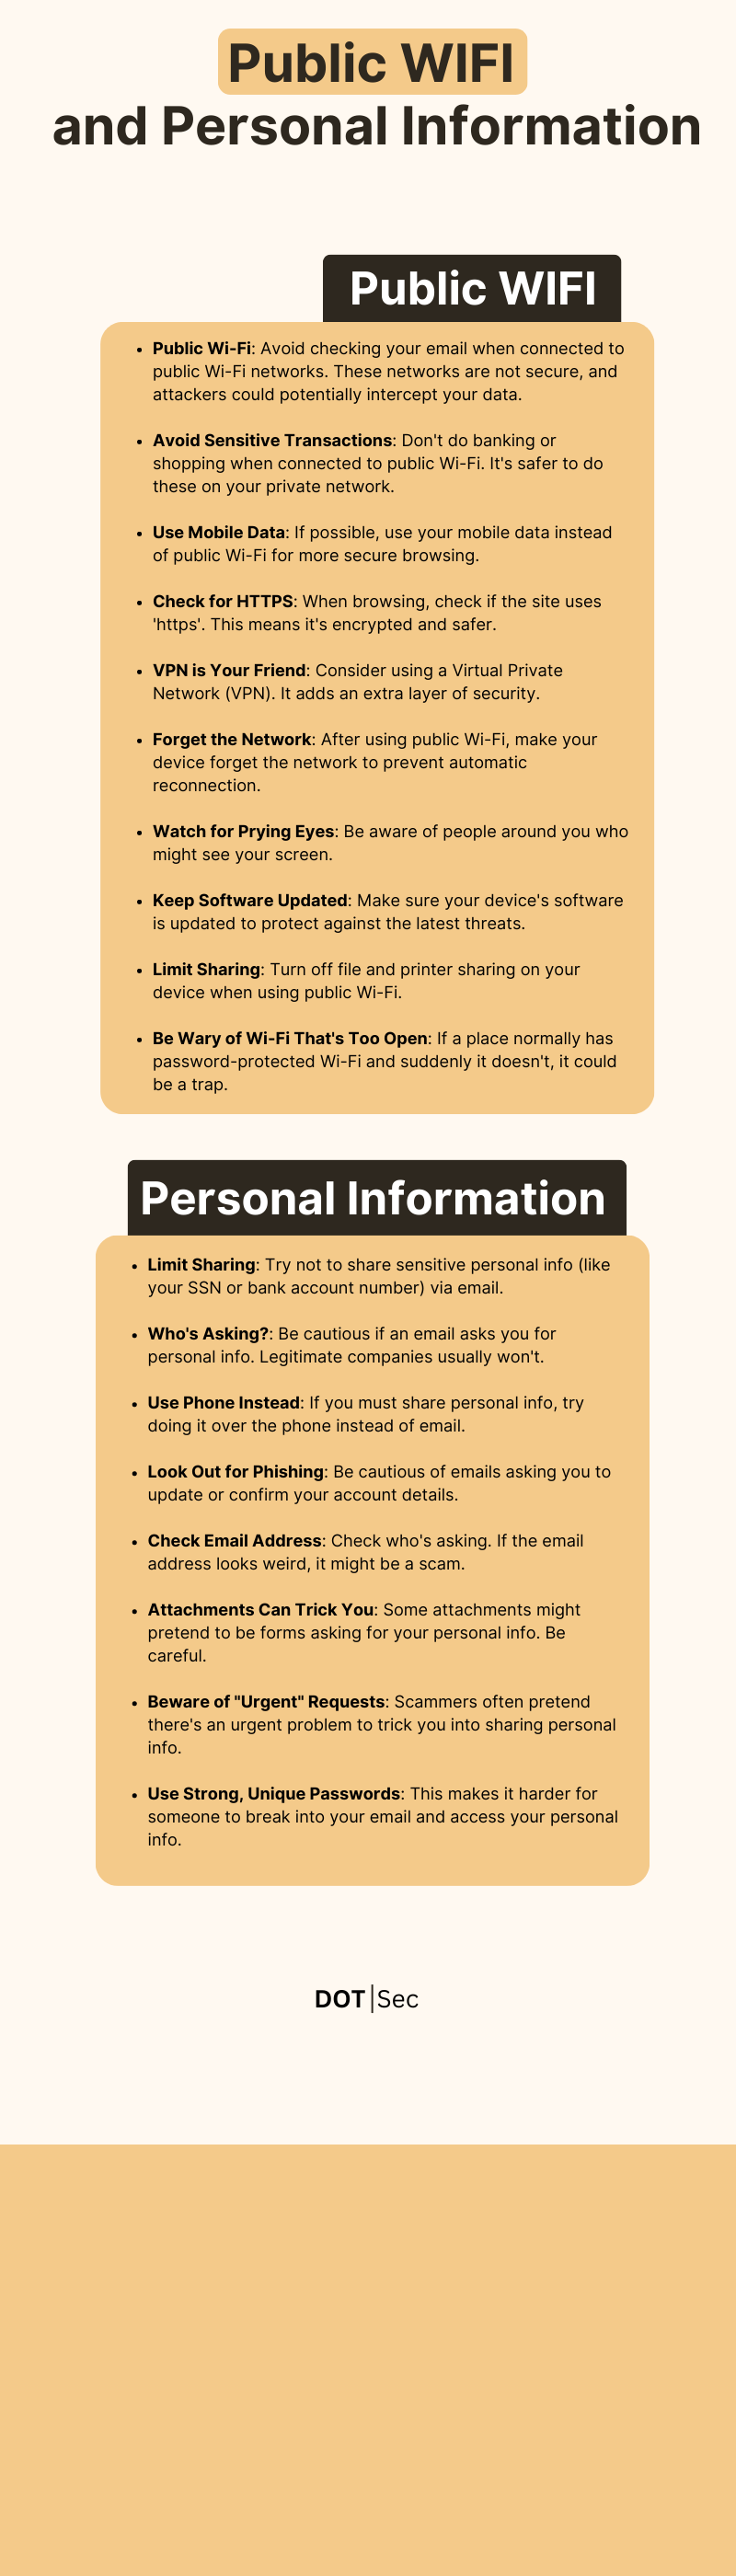 Public WIFI
and Personal Information
Public WIFI
• Public Wi-Fi: Avoid checking your email when connected to
public Wi-Fi networks. These networks are not secure, and
attackers could potentially intercept your data.
• Avoid Sensitive Transactions: Don't do banking or
shopping when connected to public Wi-Fi. It's safer to do
these on your private network.
• Use Mobile Data: If possible, use your mobile data instead
of public Wi-Fi for more secure browsing.
• Check for HTTPS: When browsing, check if the site uses
'https'. This means it's encrypted and safer.
• VPN is Your Friend: Consider using a Virtual Private
Network (VPN). It adds an extra layer of security.
• Forget the Network: After using public Wi-Fi, make your
device forget the network to prevent automatic
reconnection.
• Watch for Prying Eyes: Be aware of people around you who
might see your screen.
• Keep Software Updated: Make sure your device's software
is updated to protect against the latest threats.
• Limit Sharing: Turn off file and printer sharing on your
device when using public Wi-Fi.
• Be Wary of Wi-Fi That's Too Open: If a place normally has
password-protected Wi-Fi and suddenly it doesn't, it could
be a trap.
Personal Information
• Limit Sharing: Try not to share sensitive personal info (like
your SSN or bank account number) via email.
• Who's Asking?: Be cautious if an email asks you for
personal info. Legitimate companies usually won't.
• Use Phone Instead: If you must share personal info, try
doing it over the phone instead of email.
• Look Out for Phishing: Be cautious of emails asking you to
update or confirm your account details.
• Check Email Address: Check who's asking. If the email
address looks weird, it might be a scam.
• Attachments Can Trick You: Some attachments might
pretend to be forms asking for your personal info. Be
careful.
• Beware of "Urgent" Requests: Scammers often pretend
there's an urgent problem to trick you into sharing personal
info.
• Use Strong, Unique Passwords: This makes it harder for
someone to break into your email and access your personal
info.
DOT|Sec